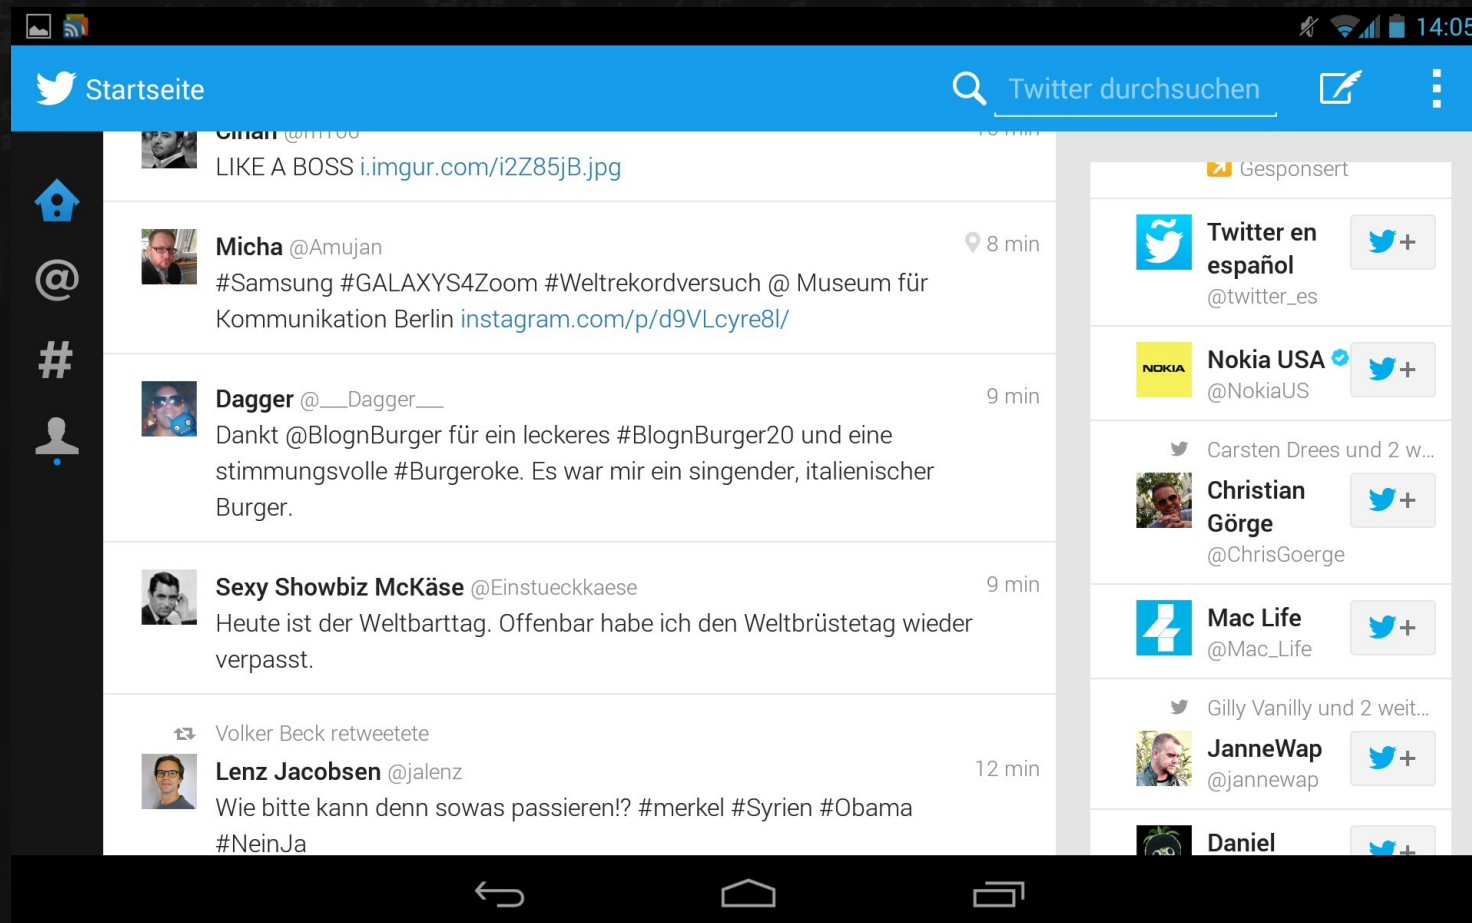 14:05
Startseite
Twitter durchsuchen
Cihan
LIKE A BOSS i.imgur.com/i2Z85jB.jpg
Micha @Amujan
8 min
#Samsung #GALAXYS4Zoom #Weltrekordversuch @ Museum für
Kommunikation Berlin instagram.com/p/d9VLcyre8l/
Dagger @___Dagger___
9 min
Dankt @BlognBurger für ein leckeres #BlognBurger20 und eine
stimmungsvolle #Burgeroke. Es war mir ein singender, italienischer
Burger.
Sexy Showbiz McKäse @Einstueckkaese
9 min
Heute ist der Weltbarttag. Offenbar habe ich den Weltbrüstetag wieder
verpasst.
Volker Beck retweetete
Lenz Jacobsen @jalenz
12 min
Wie bitte kann denn sowas passieren!? #merkel #Syrien #Obama
#NeinJa
Gesponsert
Twitter en
español
@twitter_es
NOKIA
Nokia USA
@NokiaUS
Carsten Drees und 2 w...
Christian
Görge
@ChrisGoerge
Mac Life
@Mac_Life
Gilly Vanilly und 2 weit...
JanneWap
@jannewap
Daniel